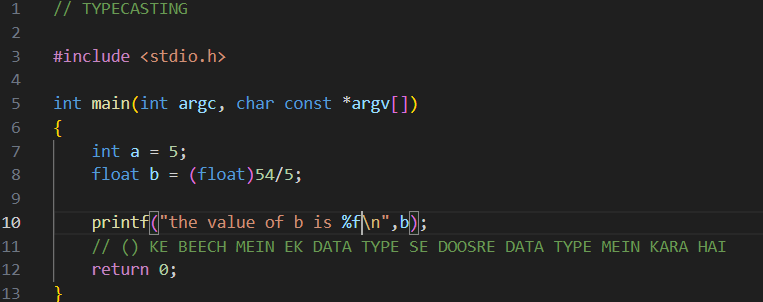 1 // TYPECASTING
2
3 #include <stdio.h>
4
5 int main(int argc, char const *argv[])
6 {
7 int a = 5;
8 float b = (float)54/5;
9
10 printf("the value of b is %f\n",b);
11 // () KE BEECH MEIN EK DATA TYPE SE DOOSRE DATA TYPE MEIN KARA HAI
12 return 0;
13 }